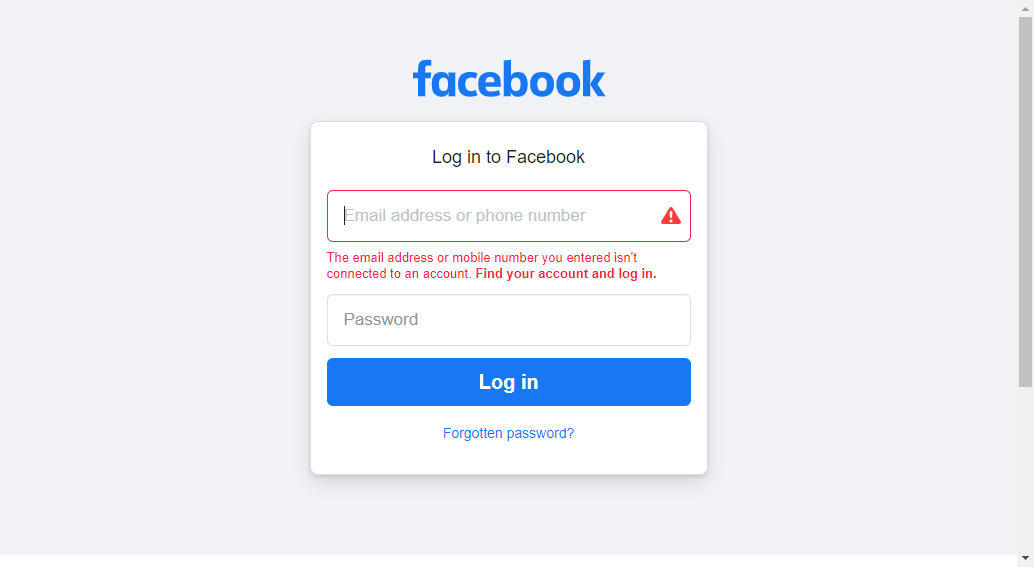 facebook
Log in to Facebook
Email address or phone number
The email address or mobile number you entered isn't
connected to an account. Find your account and log in.
Password
Log in
Forgotten password?